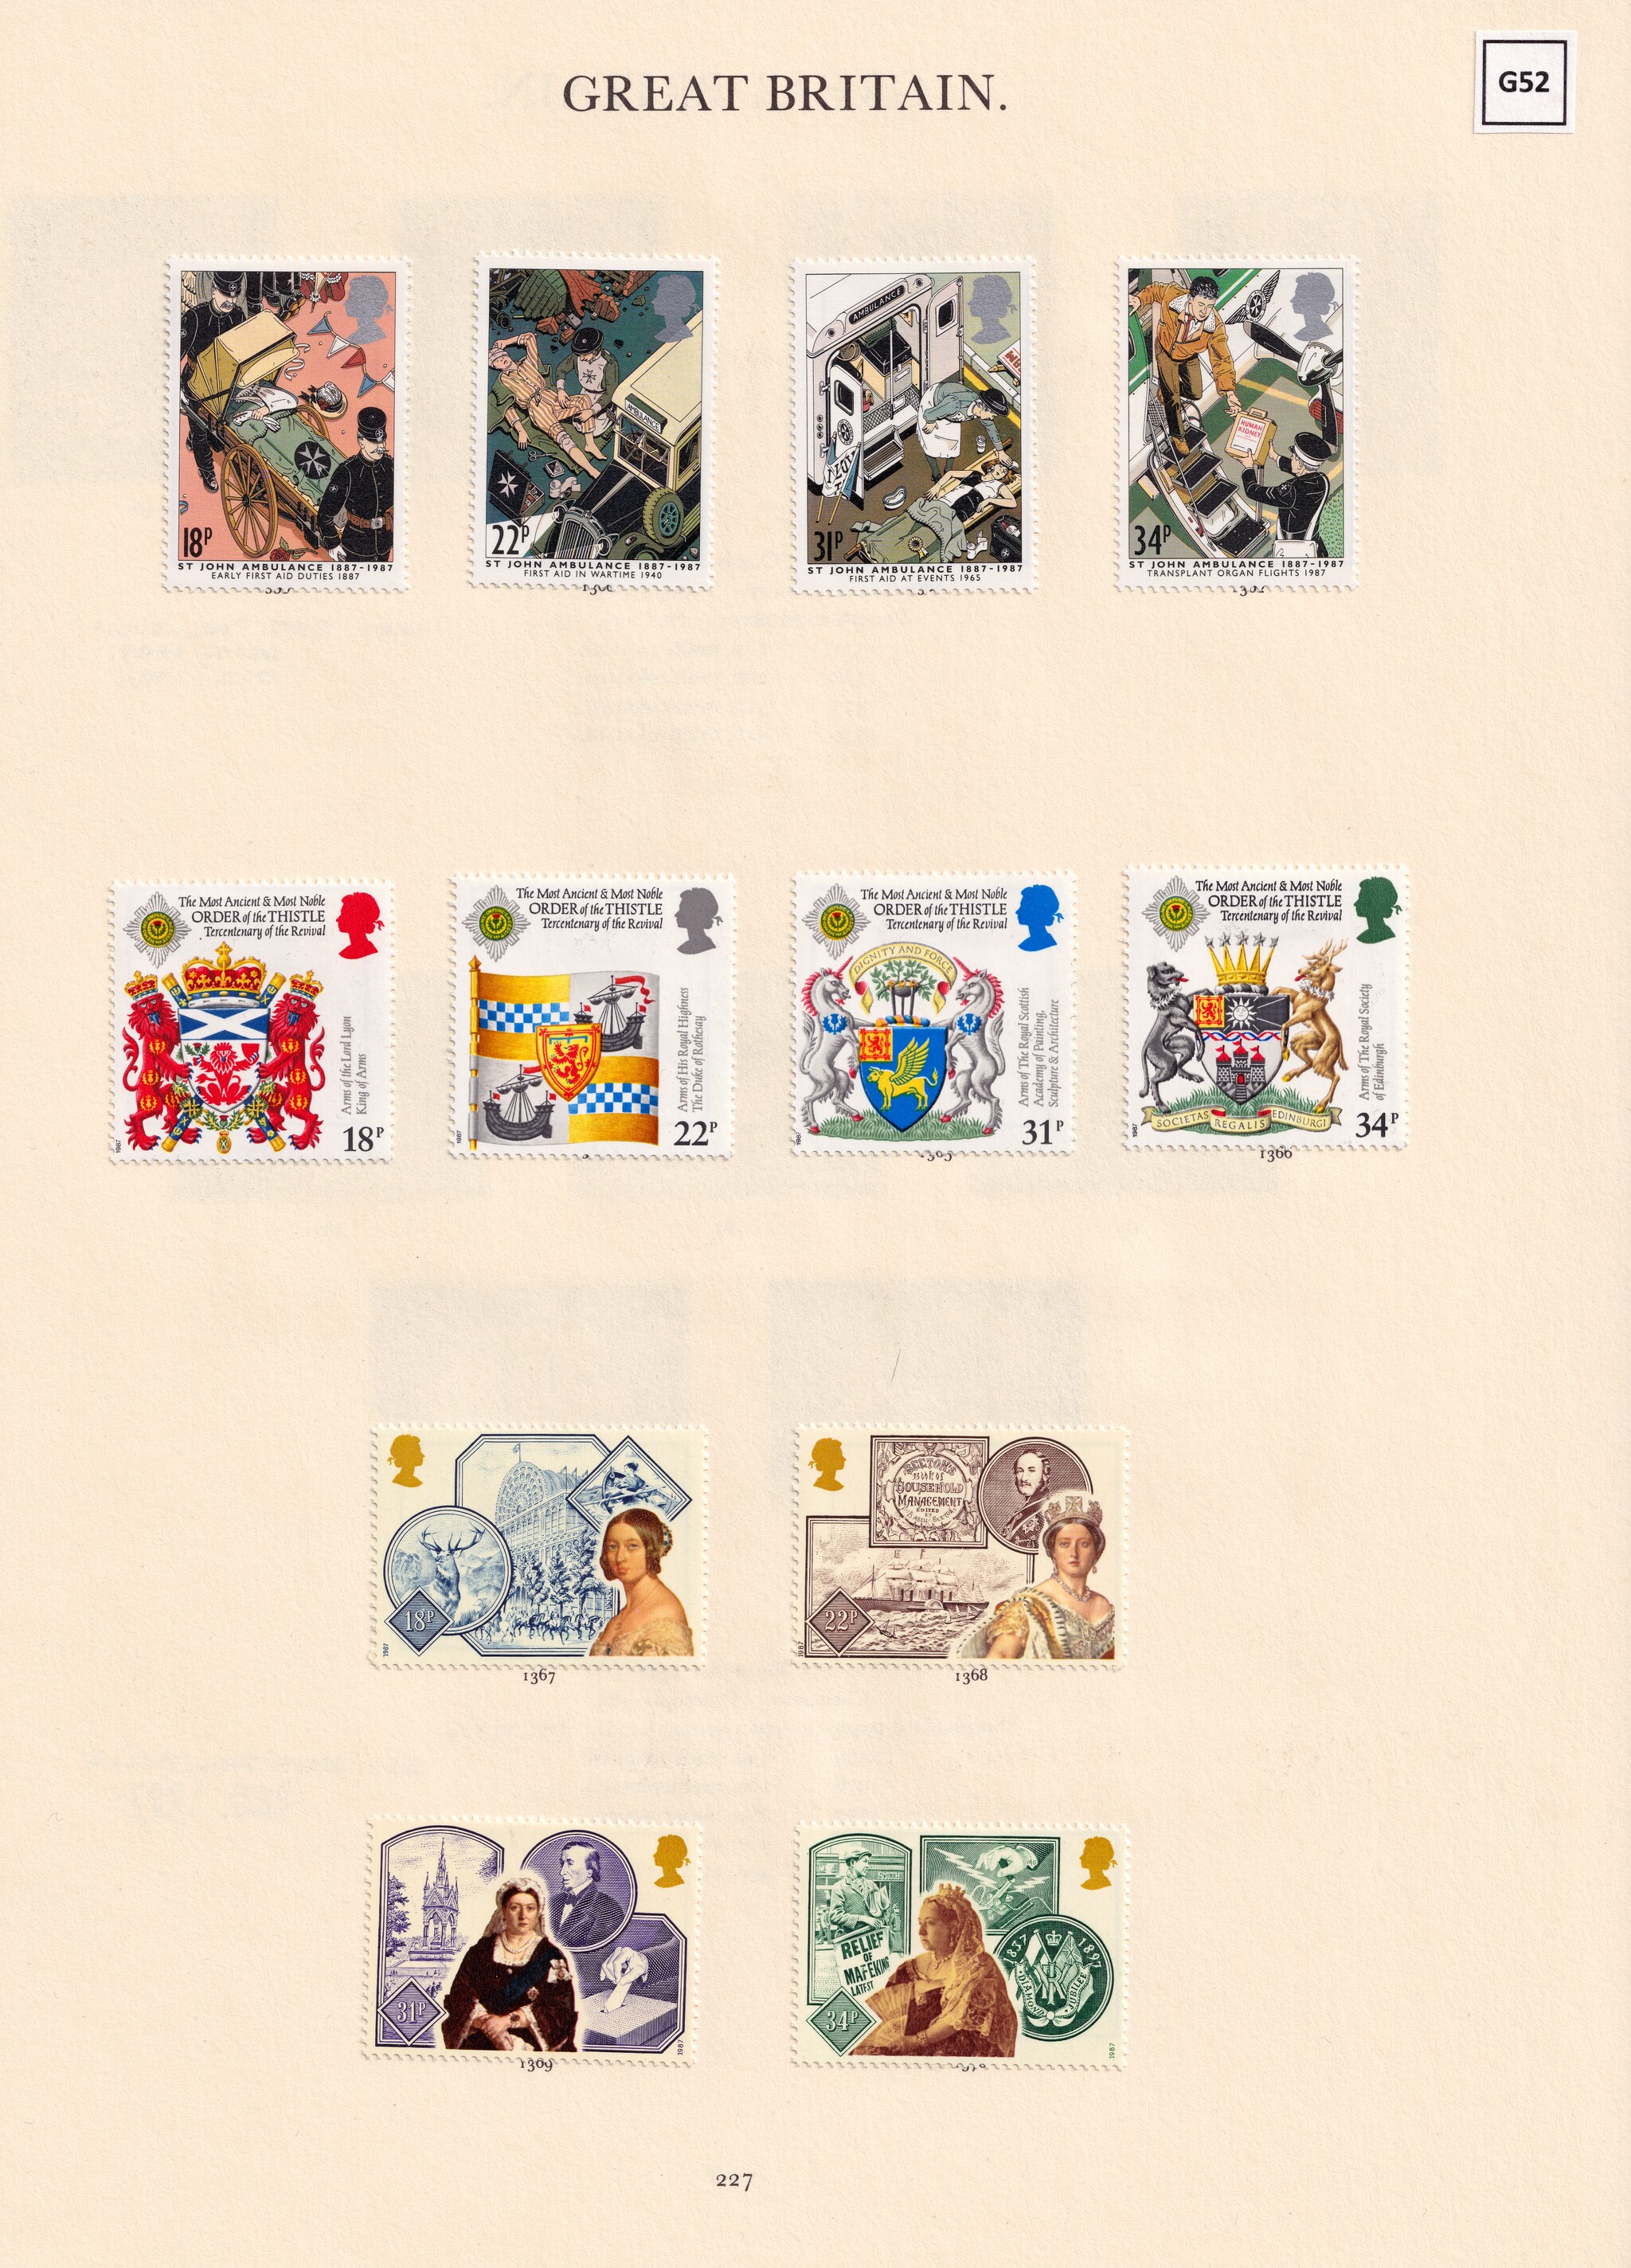 GREAT BRITAIN.
G52
AMBULANCE
AMBULANCE
HUMAN
KIDNEY
18P
22P
31P
34P
ST JOHN AMBULANCE 1887-1987
EARLY FIRST AID DUTIES 1887
ST JOHN AMBULANCE 1887-1987
FIRST AID IN WARTIME 1940
ST JOHN AMBULANCE 1887-1987
FIRST AID AT EVENTS 1965
ST JOHN AMBULANCE 1887-1987
TRANSPLANT ORGAN FLIGHTS 1987
The Most Ancient & Most Noble
ORDER of the THISTLE
Tercentenary of the Revival
Arms of the Lord Lyon
King of Arms
1987
18P
The Most Ancient & Most Noble
ORDER of the THISTLE
Tercentenary of the Revival
Arms of His Royal Highness
The Duke of Rothesay
1987
22P
The Most Ancient & Most Noble
ORDER of the THISTLE
Tercentenary of the Revival
DIGNITY AND FORCE
Arms of The Royal Scottish
Academy of Painting,
Sculpture & Architecture
1987
31P
The Most Ancient & Most Noble
ORDER of the THISTLE
Tercentenary of the Revival
Arms of The Royal Society
of Edinburgh
SOCIETAS REGALIS EDINBURGI
1987
34P
1366
18P
1987
1367
BEETON'S
BOOK OF
HOUSEHOLD
MANAGEMENT
EDITED
22P
1987
1368
31P
1987
1369
RELIEF
OF
MAFEKING
LATEST
1837 1897
DIAMOND JUBILEE
34P
1987
227